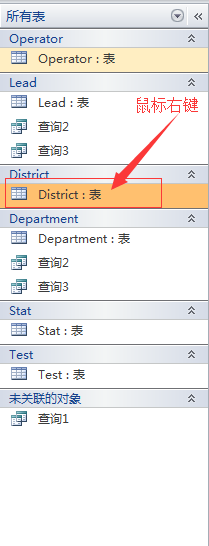 所有表
Operator
Operator : 表
Lead
Lead : 表
鼠标右键
查询2
查询3
District
District : 表
Department
Department : 表
查询2
查询3
Stat
Stat : 表
Test
Test : 表
未关联的对象
查询1